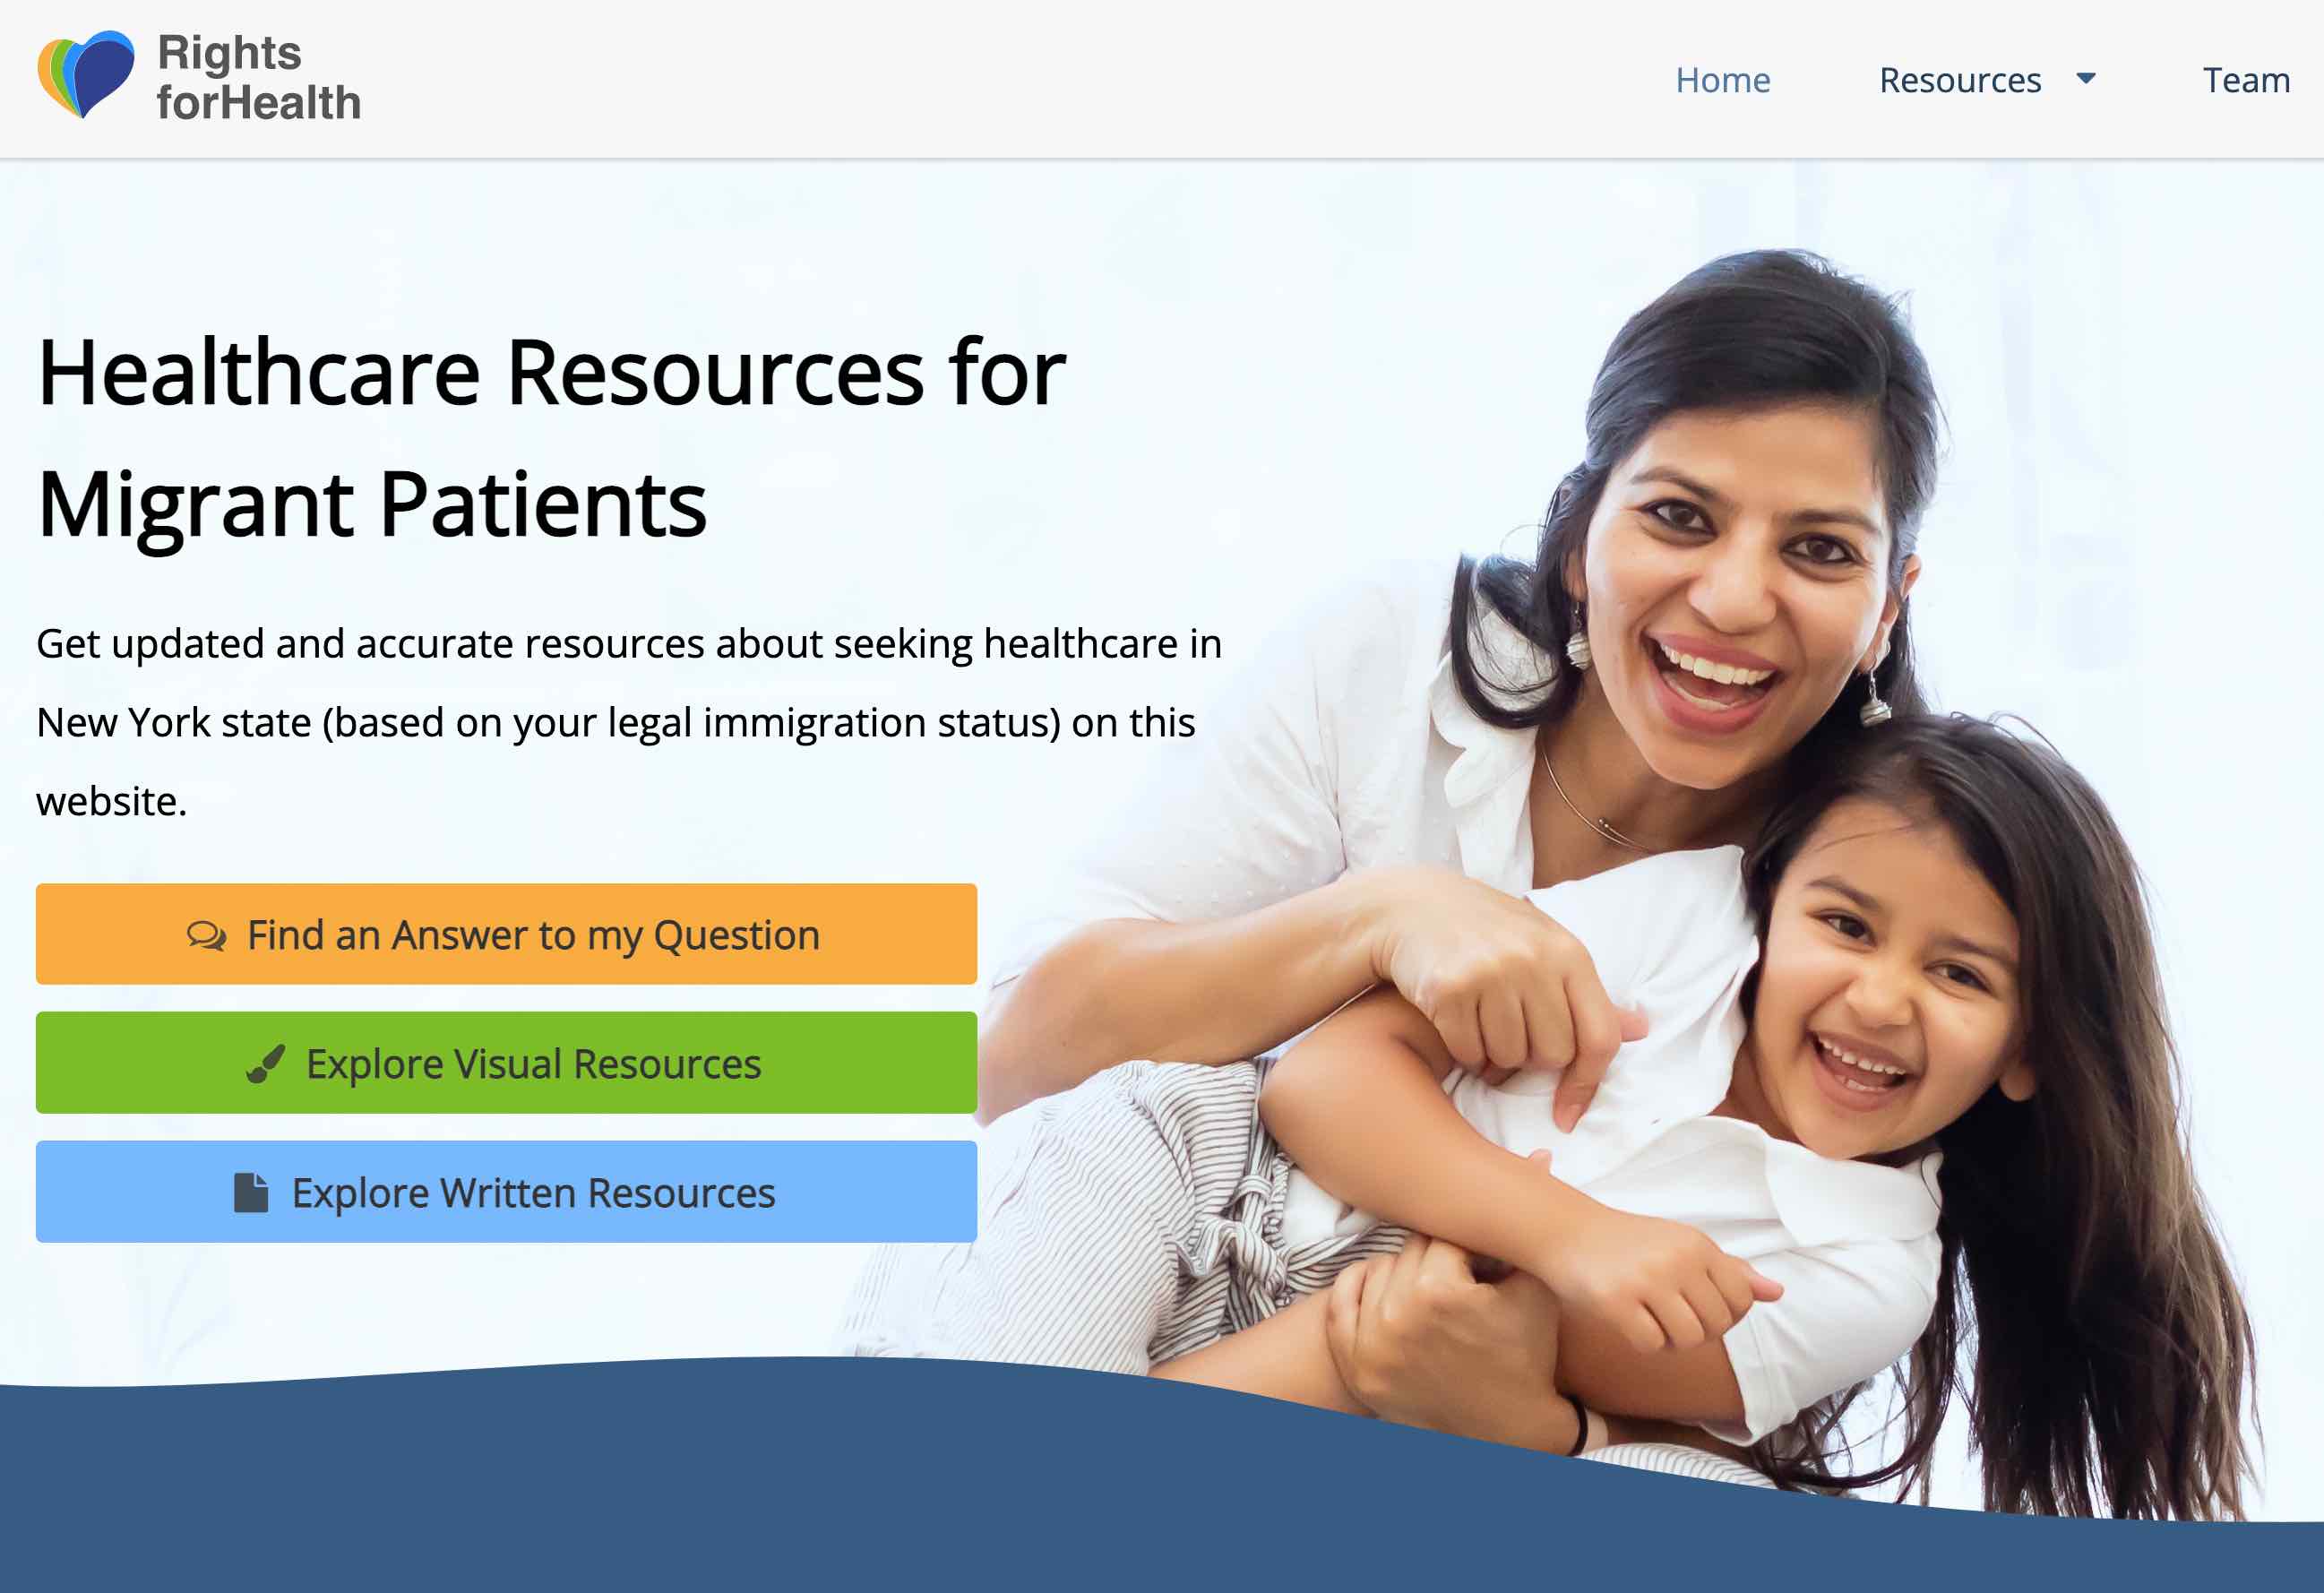 Rights
forHealth
Home
Resources
Team
Healthcare Resources for
Migrant Patients
Get updated and accurate resources about seeking healthcare in
New York state (based on your legal immigration status) on this
website.
Find an Answer to my Question
Explore Visual Resources
Explore Written Resources